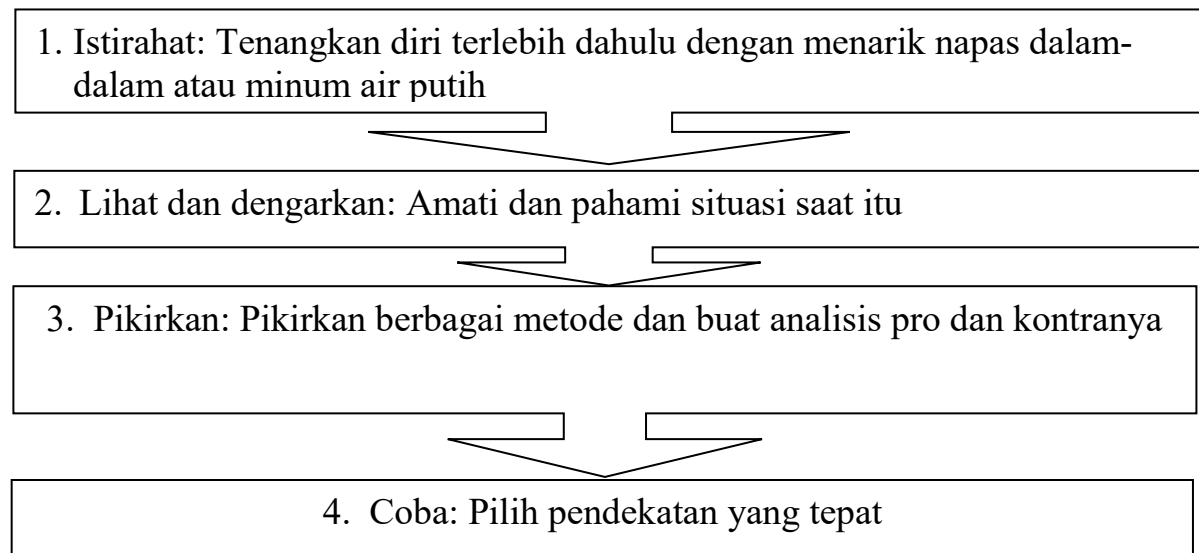 1. Istirahat: Tenangkan diri terlebih dahulu dengan menarik napas dalam-
dalam atau minum air putih
2. Lihat dan dengarkan: Amati dan pahami situasi saat itu
3. Pikirkan: Pikirkan berbagai metode dan buat analisis pro dan kontranya
4. Coba: Pilih pendekatan yang tepat